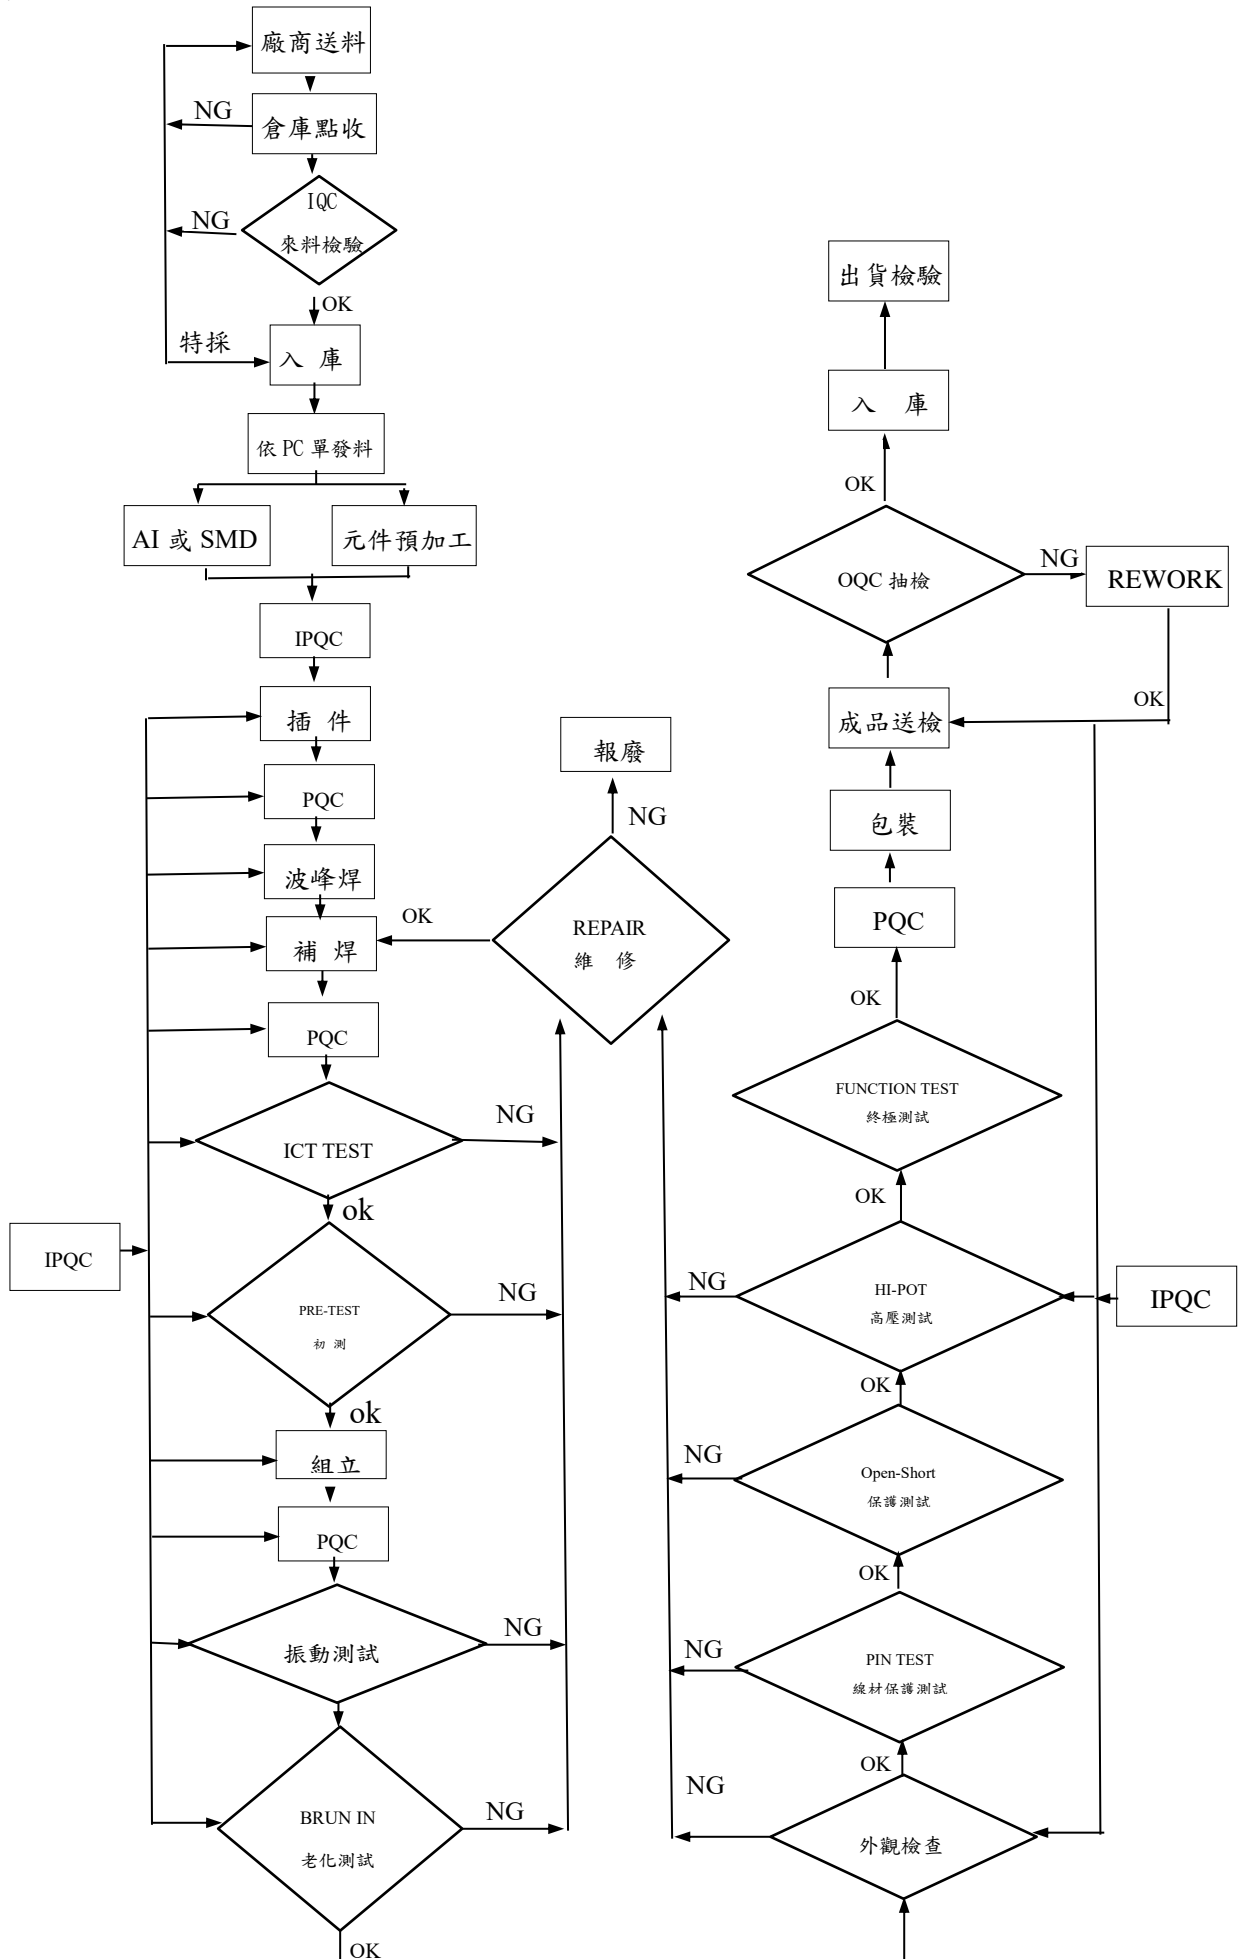 廠商送料
NG
倉庫點收
IQC
NG
來料檢驗
OK
特採
入 庫
依 PC 單發料
AI 或 SMD
元件預加工
IPQC
插 件
PQC
波峰焊
補 焊
OK
PQC
ICT TEST
NG
ok
IPQC
PRE-TEST
初 測
NG
ok
組立
PQC
振動測試
NG
BRUN IN
老化測試
NG
OK
報廢
NG
REPAIR
維 修
出貨檢驗
入 庫
OK
OQC 抽檢
NG
REWORK
OK
成品送檢
包裝
PQC
OK
FUNCTION TEST
終極測試
OK
NG
HI-POT
高壓測試
IPQC
OK
NG
Open-Short
保護測試
OK
NG
PIN TEST
線材保護測試
OK
NG
外觀檢查